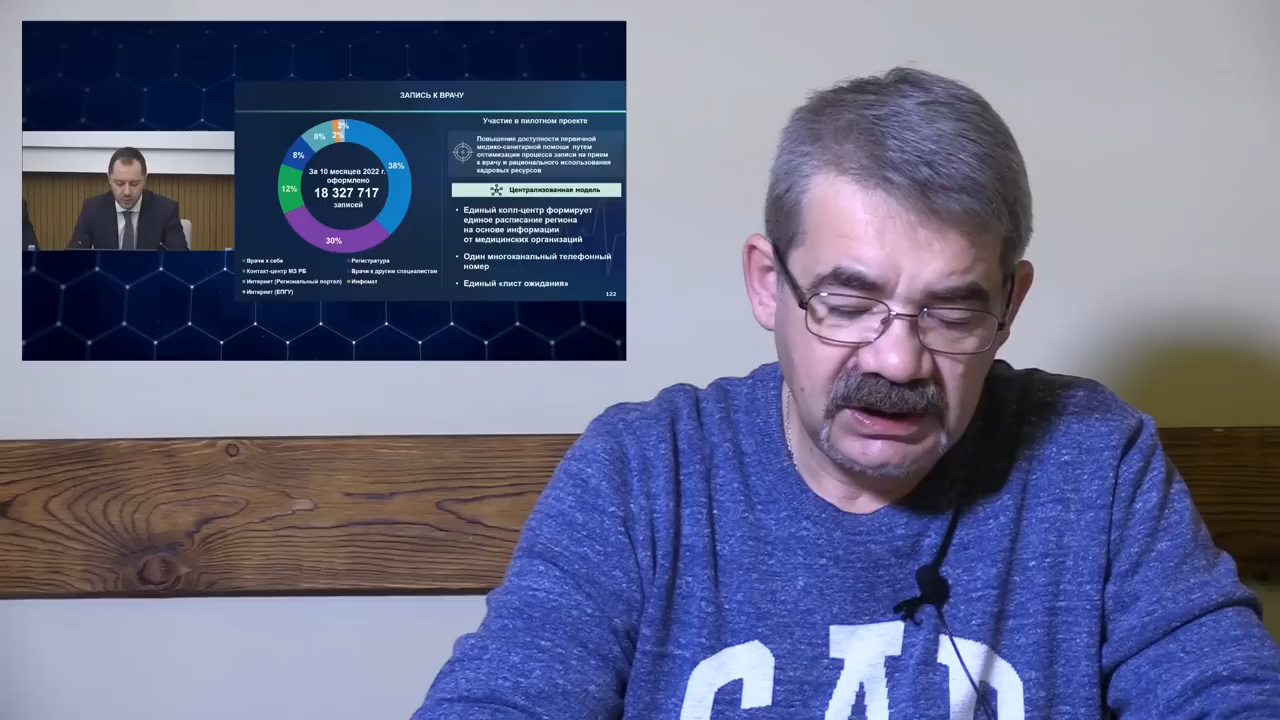 ЗАПИСЬ К ВРАЧУ
2%
8%
2%
38%
8%
12%
30%
За 10 месяцев 2022 г.
оформлено
18 327 717
записей
Врачи к себе
Регистратура
Контакт-центр МЗ РБ
Врачи к другим специалистам
Интернет (Региональный портал)
Инфомат
Интернет (ЕПГУ)
Участие в пилотном проекте
Повышение доступности первичной
медико-санитарной помощи путем
оптимизации процесса записи на прием
к врачу и рационального использования
кадровых ресурсов
Централизованная модель
• Единый колл-центр формирует
единое расписание региона
на основе информации
от медицинских организаций
• Один многоканальный телефонный
номер
• Единый «лист ожидания»
122
GAP